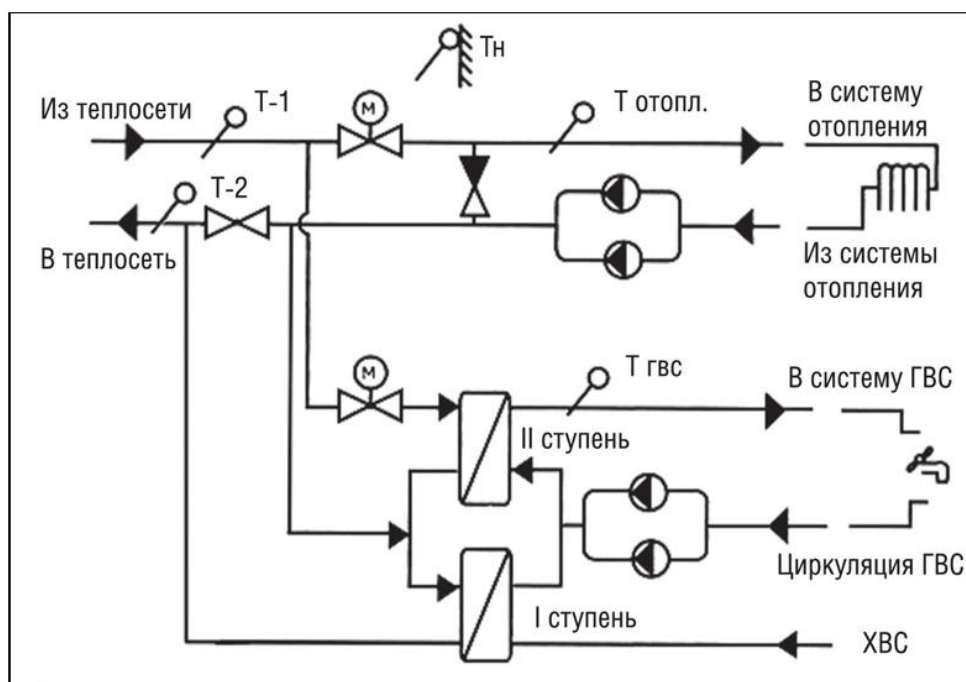 Тн
Из теплосети
Т-1
М
Т отопл.
В систему
отопления
Т-2
В теплосеть
Из системы
отопления
М
Т гвс
В систему ГВС
II ступень
Циркуляция ГВС
I ступень
ХВС